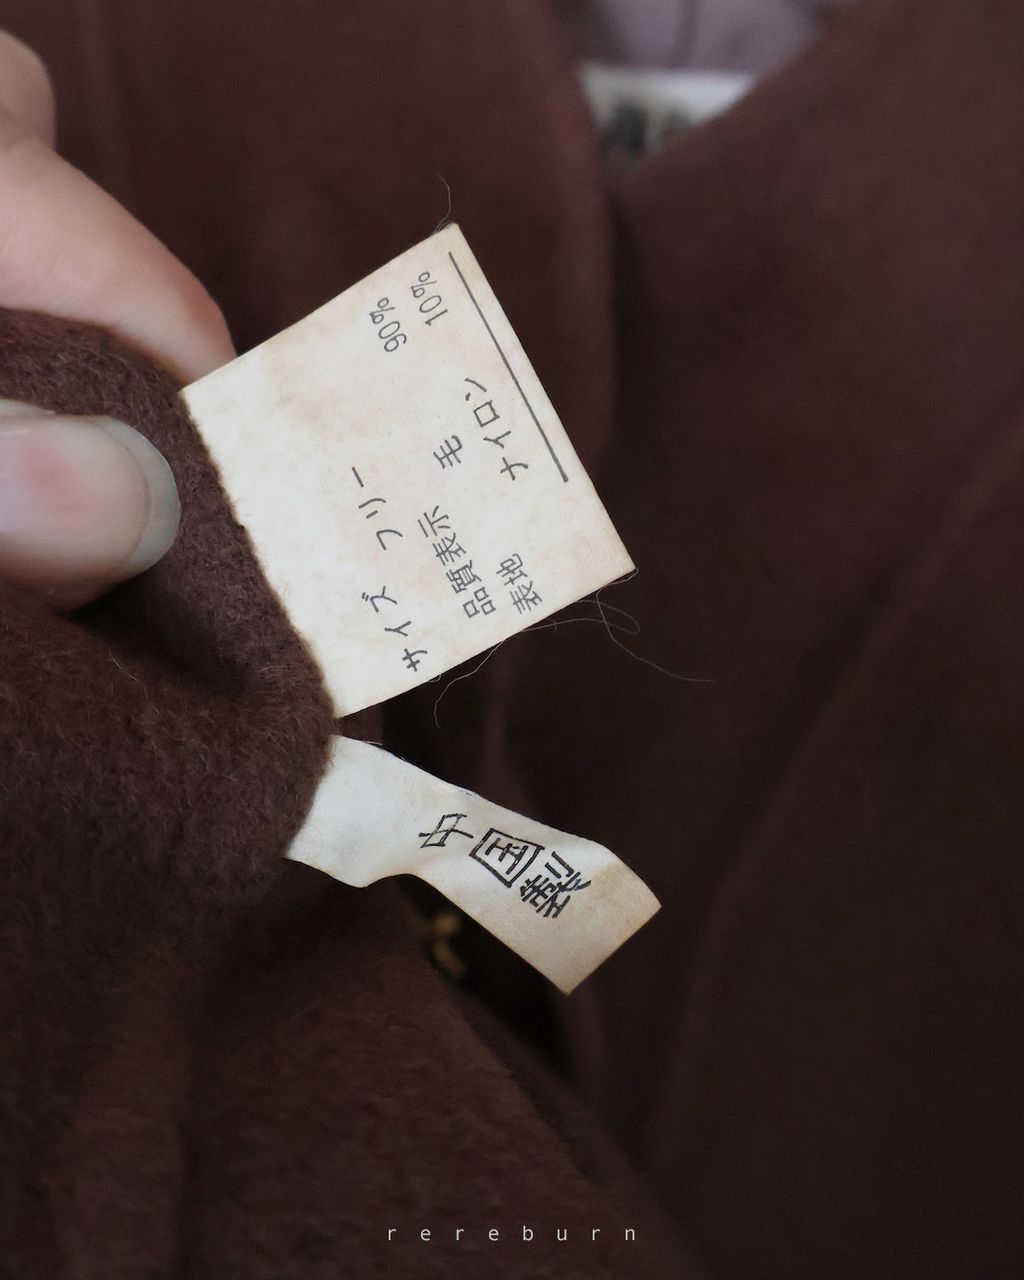 サイズ フリー
品質表示 毛 90%
表地 ナイロン 10%
中国製
rereburn